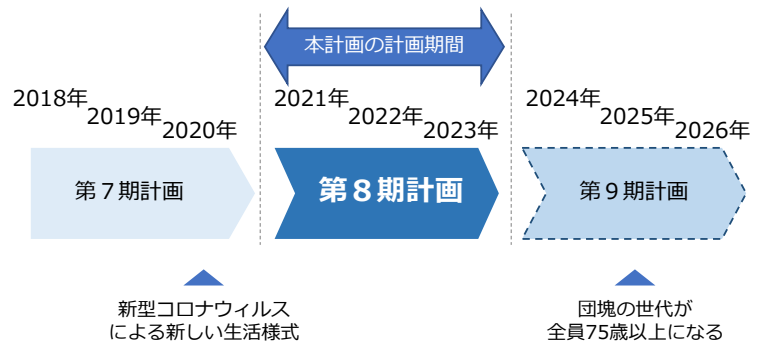 本計画の計画期間
2018年
2019年
2020年
2021年
2022年
2023年
2024年
2025年
2026年
第７期計画
第８期計画
第９期計画
新型コロナウィルス
による新しい生活様式
団塊の世代が
全員75歳以上になる